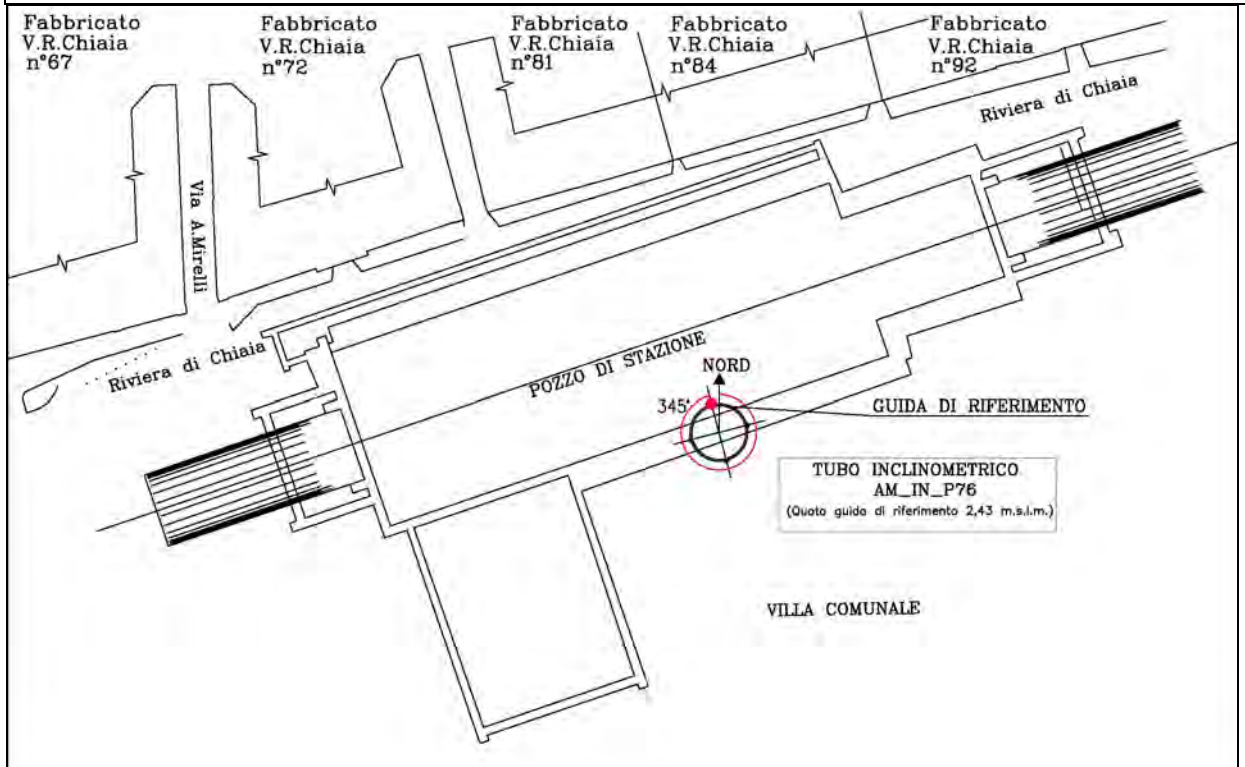 Fabbricato
V.R.Chiaia
n°67
Fabbricato
V.R.Chiaia
n°72
Fabbricato
V.R.Chiaia
n°81
Fabbricato
V.R.Chiaia
n°84
Fabbricato
V.R.Chiaia
n°92
Riviera di Chiaia
Via A.Mirelli
Riviera di Chiaia
POZZO DI STAZIONE
NORD
345°
GUIDA DI RIFERIMENTO
TUBO INCLINOMETRICO
AM_IN_P76
(Quota guida di riferimento 2,43 m.s.l.m.)
VILLA COMUNALE